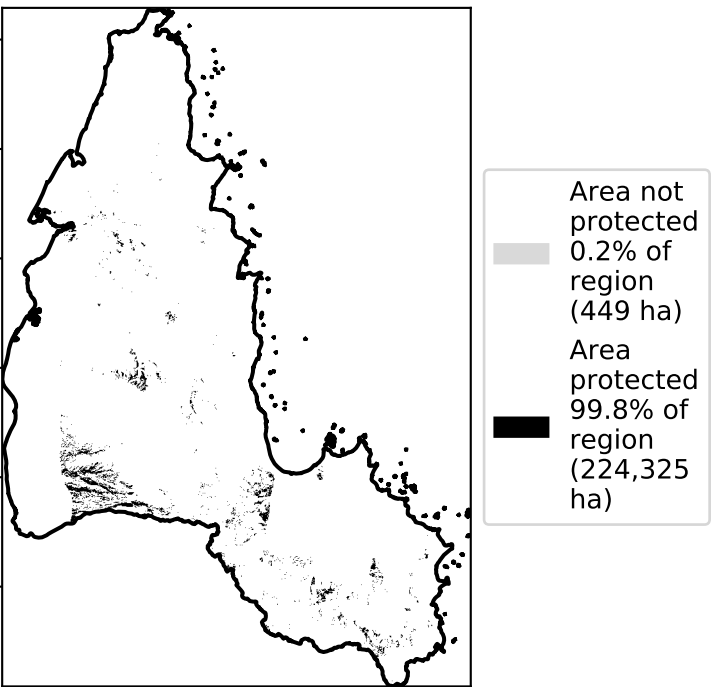 Area not
protected
0.2% of
region
(449 ha)
Area
protected
99.8% of
region
(224,325
ha)